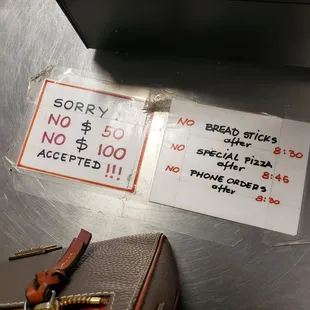 SORRY
NO $ 50
NO $ 100
ACCEPTED !!!
NO BREAD STICKS
after 8:30
NO SPECIAL PIZZA
after 8:45
NO PHONE ORDERS
after 8:30